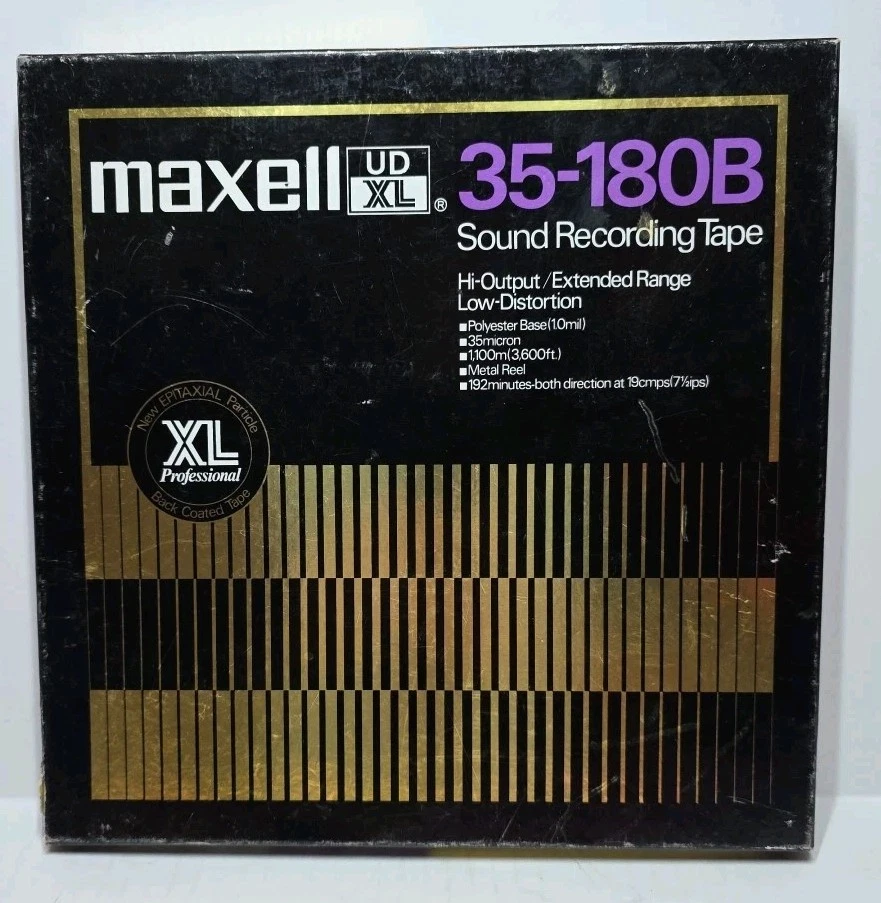 maxell UD XL ® 35-180B
Sound Recording Tape
Hi-Output/Extended Range
Low-Distortion
■Polyester Base(1.0mil)
■35micron
■1,100m(3,600ft.)
■Metal Reel
■192minutes-both direction at 19cmps(7½ips)
New EPITAXIAL Particle
XL
Professional
Back Coated Tape